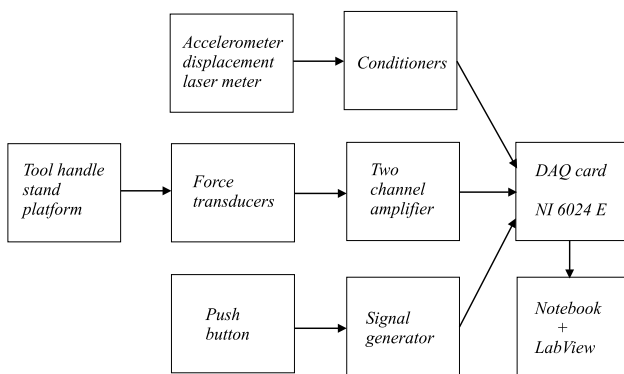 Accelerometer
displacement
laser meter
Conditioners
Tool handle
stand
platform
Force
transducers
Two
channel
amplifier
DAQ card
NI 6024 E
Push
button
Signal
generator
Notebook
+
LabView